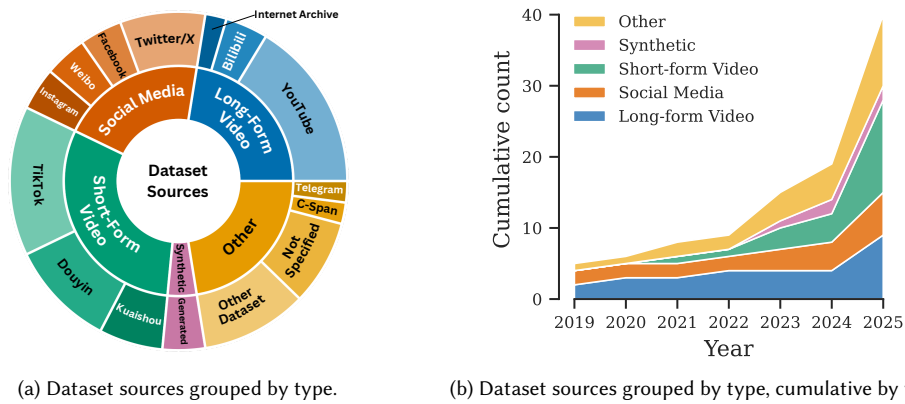 Internet Archive
Bilibili
YouTube
Long-Form
Video
Twitter/X
Facebook
Weibo
Instagram
Social Media
TikTok
Douyin
Kuaishou
Short-Form
Video
Dataset
Sources
Synthetic
Generated
Telegram
C-Span
Not
Specified
Other
Dataset
Other
(a) Dataset sources grouped by type.
Cumulative count
40
30
20
10
0
Other
Synthetic
Short-form Video
Social Media
Long-form Video
2019 2020 2021 2022 2023 2024 2025
Year
(b) Dataset sources grouped by type, cumulative by